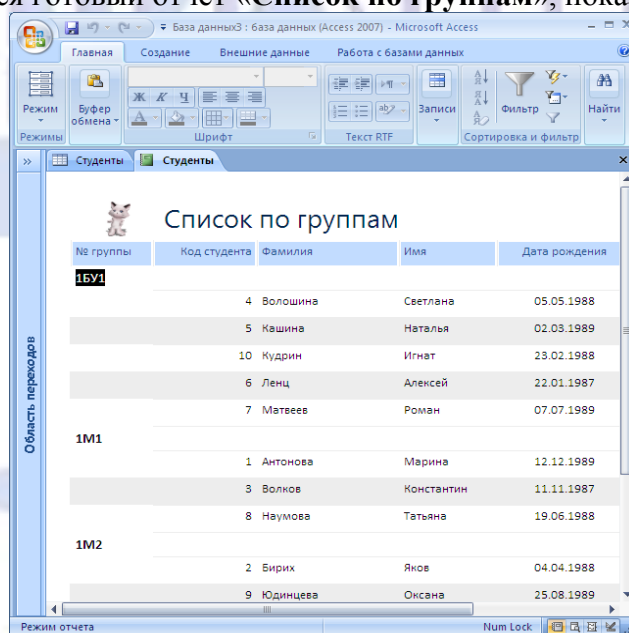 ся готовый отчет «Список по группам», пока
База данных3 : база данных (Access 2007) - Microsoft Access
Главная Создание Внешние данные Работа с базами данных
Режим
Режимы
Буфер обмена
Ж К Ч
Шрифт
Текст RTF
Записи
Фильтр
Сортировка и фильтр
Найти
Студенты Студенты
Область переходов
Список по группам
№ группы Код студента Фамилия Имя Дата рождения
1БУ1
4 Волошина Светлана 05.05.1988
5 Кашина Наталья 02.03.1989
10 Кудрин Игнат 23.02.1988
6 Ленц Алексей 22.01.1987
7 Матвеев Роман 07.07.1989
1М1
1 Антонова Марина 12.12.1989
3 Волков Константин 11.11.1987
8 Наумова Татьяна 19.06.1988
1М2
2 Бирих Яков 04.04.1988
9 Юдинцева Оксана 25.08.1989
Режим отчета Num Lock